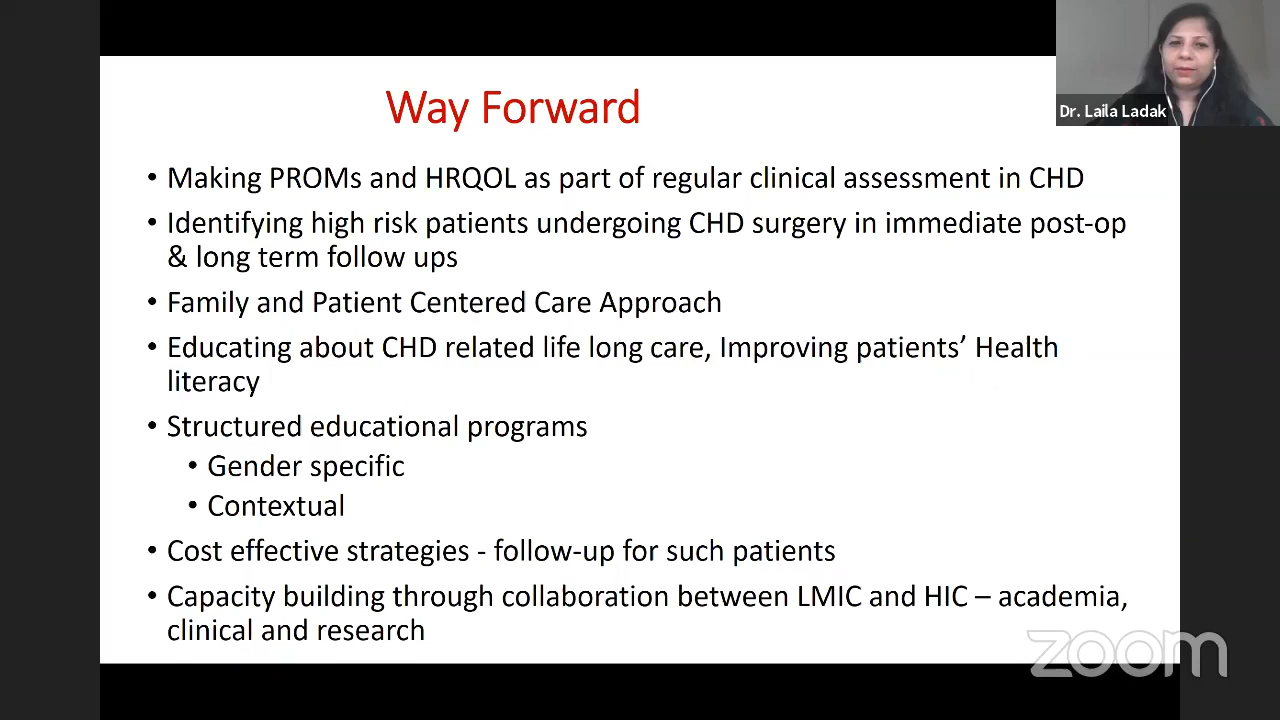 Way Forward
Dr. Laila Ladak
• Making PROMs and HRQOL as part of regular clinical assessment in CHD
• Identifying high risk patients undergoing CHD surgery in immediate post-op
& long term follow ups
• Family and Patient Centered Care Approach
• Educating about CHD related life long care, Improving patients’ Health
literacy
• Structured educational programs
• Gender specific
• Contextual
• Cost effective strategies - follow-up for such patients
• Capacity building through collaboration between LMIC and HIC – academia,
clinical and research
zoom